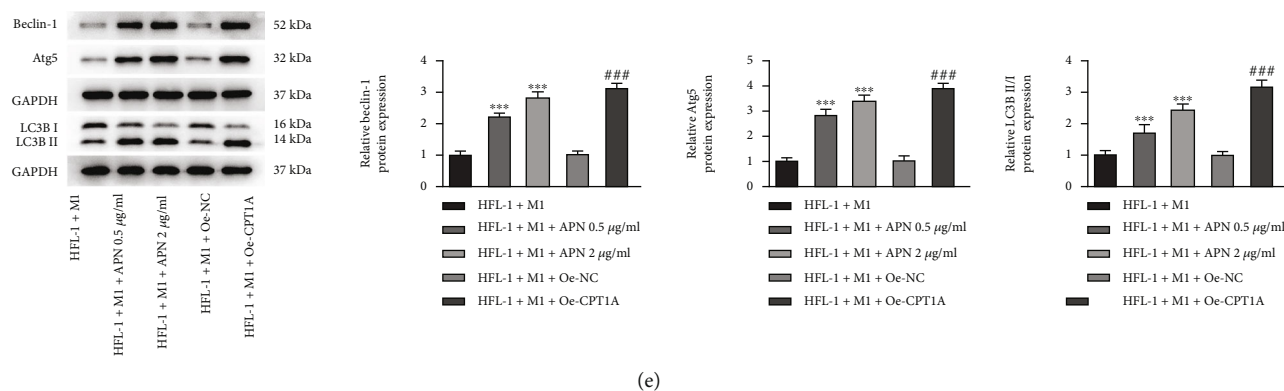 Beclin-1
52 kDa
Atg5
32 kDa
GAPDH
37 kDa
LC3B I
16 kDa
LC3B II
14 kDa
GAPDH
37 kDa
HFL-1 + M1
HFL-1 + M1 + APN 0.5 μg/ml
HFL-1 + M1 + APN 2 μg/ml
HFL-1 + M1 + Oe-NC
HFL-1 + M1 + Oe-CPT1A
Relative beclin-1
protein expression
4
3
2
1
0
***
***
###
HFL-1 + M1
HFL-1 + M1 + APN 0.5 μg/ml
HFL-1 + M1 + APN 2 μg/ml
HFL-1 + M1 + Oe-NC
HFL-1 + M1 + Oe-CPT1A
Relative Atg5
protein expression
5
4
3
2
1
0
***
***
###
HFL-1 + M1
HFL-1 + M1 + APN 0.5 μg/ml
HFL-1 + M1 + APN 2 μg/ml
HFL-1 + M1 + Oe-NC
HFL-1 + M1 + Oe-CPT1A
Relative LC3B II/I
protein expression
4
3
2
1
0
***
***
###
HFL-1 + M1
HFL-1 + M1 + APN 0.5 μg/ml
HFL-1 + M1 + APN 2 μg/ml
HFL-1 + M1 + Oe-NC
HFL-1 + M1 + Oe-CPT1A
(e)